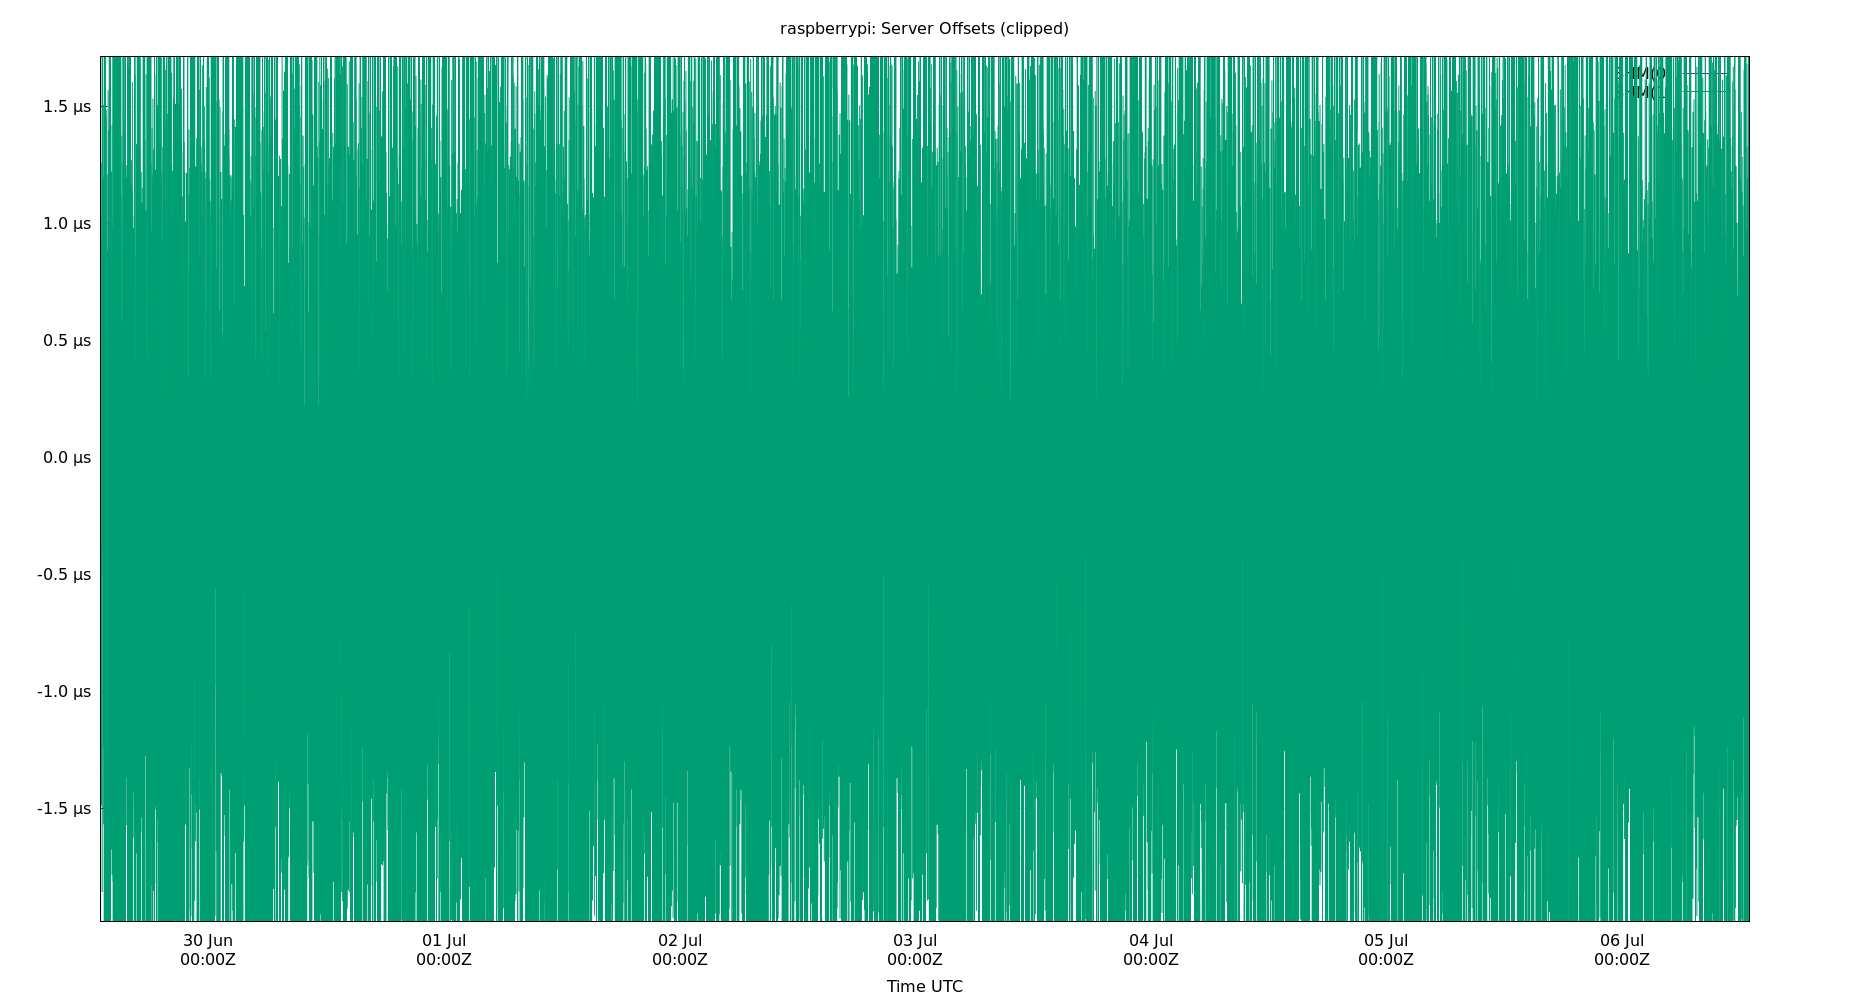 raspberrypi: Server Offsets (clipped)
1.5 µs
1.0 µs
0.5 µs
0.0 µs
-0.5 µs
-1.0 µs
-1.5 µs
30 Jun
00:00Z
01 Jul
00:00Z
02 Jul
00:00Z
03 Jul
00:00Z
04 Jul
00:00Z
05 Jul
00:00Z
06 Jul
00:00Z
Time UTC